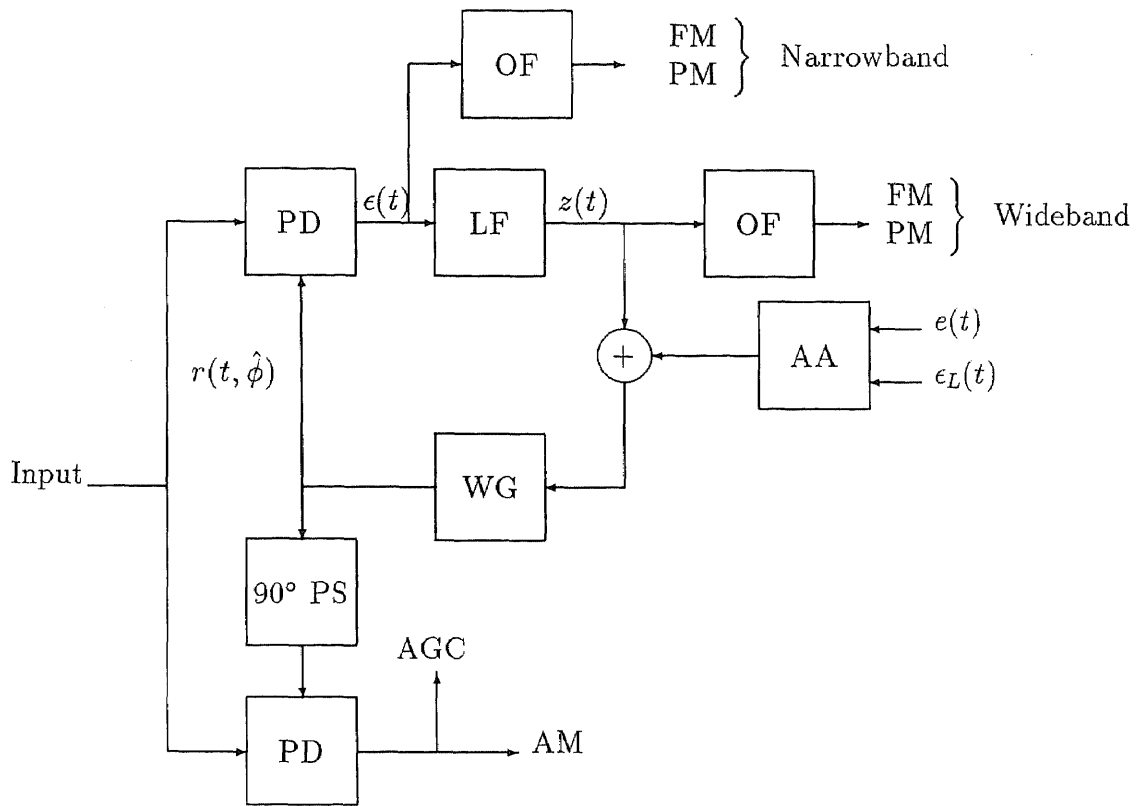 OF
FM
PM
Narrowband
PD
ϵ(t)
LF
z(t)
OF
FM
PM
Wideband
r(t, φ̂)
+
AA
e(t)
ϵ_L(t)
Input
WG
90° PS
AGC
PD
AM